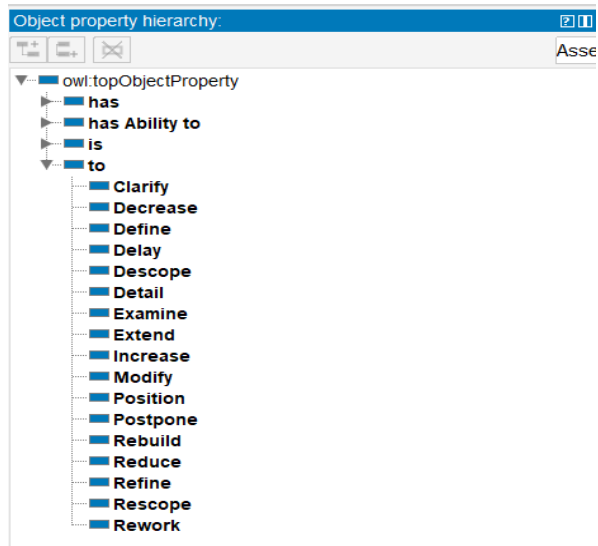 Object property hierarchy:
Asse
owl:topObjectProperty
has
has Ability to
is
to
Clarify
Decrease
Define
Delay
Descope
Detail
Examine
Extend
Increase
Modify
Position
Postpone
Rebuild
Reduce
Refine
Rescope
Rework